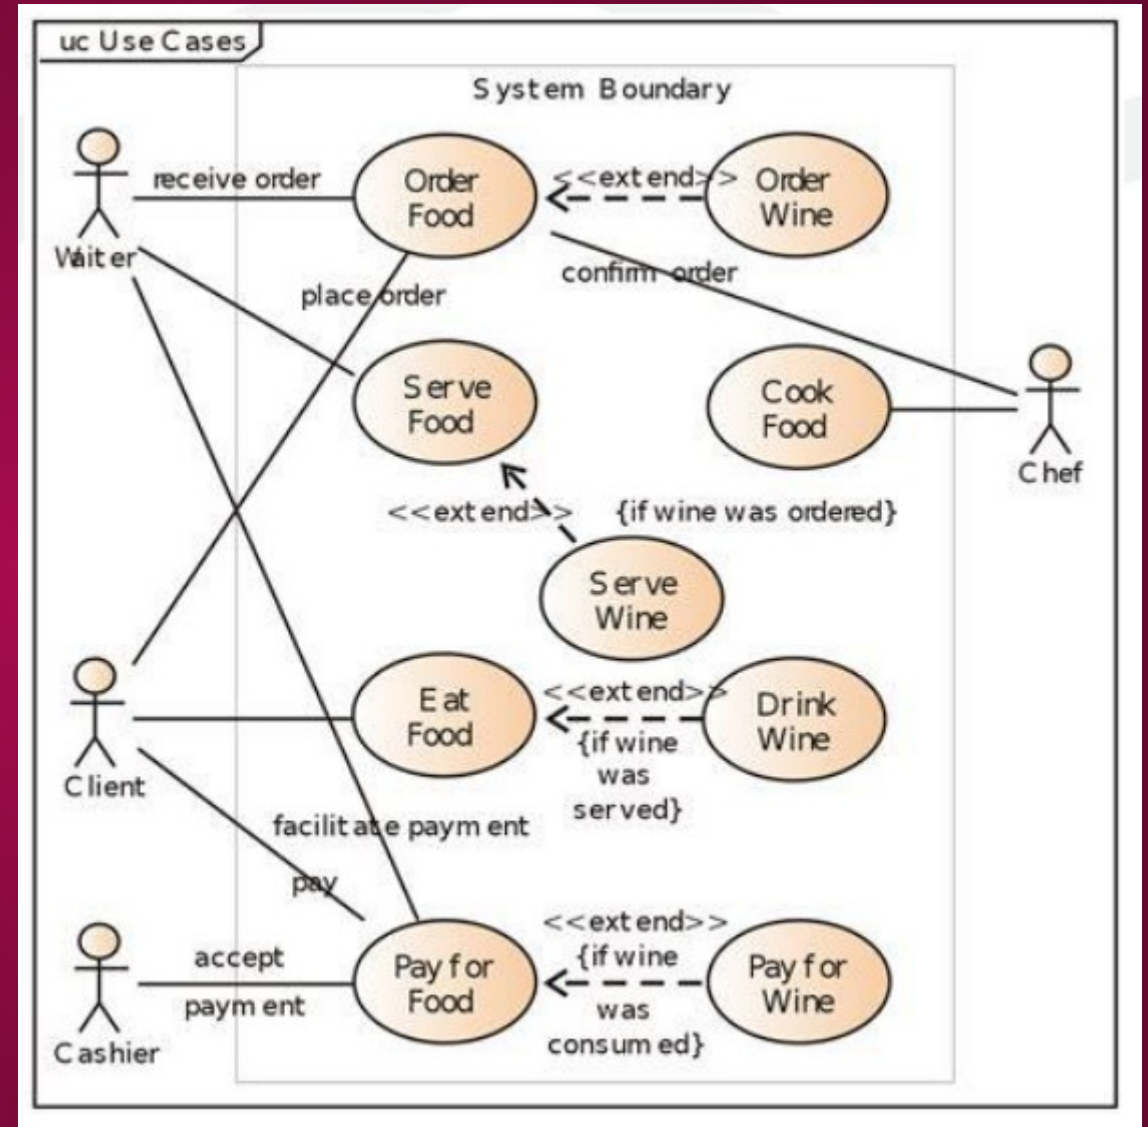 uc Use Cases
System Boundary
receive order
Order
Food
<<extend>>
Order
Wine
Waiter
confirm order
place order
Serve
Food
Cook
Food
Chef
<<extend>>
{if wine was ordered}
Serve
Wine
Eat
Food
<<extend>>
{if wine
was
served}
Drink
Wine
Client
facilitate payment
pay
accept
payment
Pay for
Food
<<extend>>
{if wine
was
consumed}
Pay for
Wine
Cashier